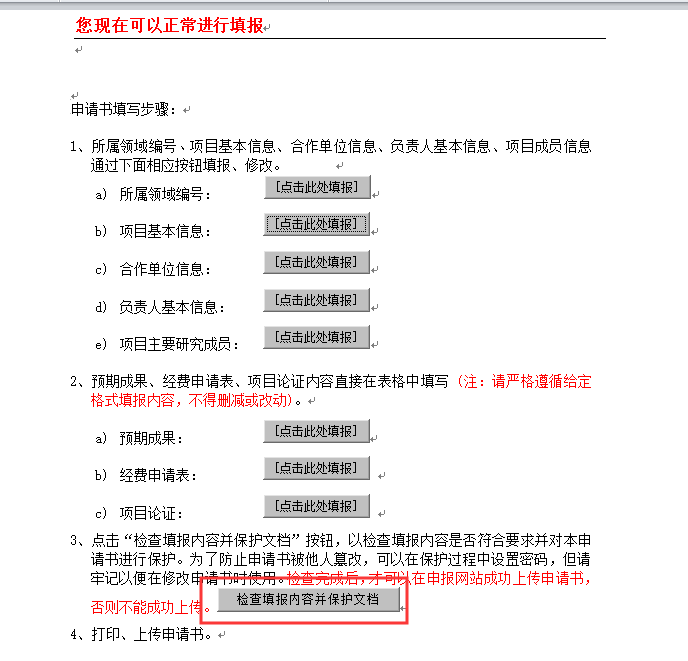 您现在可以正常进行填报
申请书填写步骤：
1、所属领域编号、项目基本信息、合作单位信息、负责人基本信息、项目成员信息
通过下面相应按钮填报、修改。
a) 所属领域编号： [点击此处填报]
b) 项目基本信息： [点击此处填报]
c) 合作单位信息： [点击此处填报]
d) 负责人基本信息： [点击此处填报]
e) 项目主要研究成员： [点击此处填报]
2、预期成果、经费申请表、项目论证内容直接在表格中填写（注：请严格遵循给定
格式填报内容，不得删减或改动）。
a) 预期成果： [点击此处填报]
b) 经费申请表： [点击此处填报]
c) 项目论证： [点击此处填报]
3、点击“检查填报内容并保护文档”按钮，以检查填报内容是否符合要求并对本申
请书进行保护。为了防止申请书被他人篡改，可以在保护过程中设置密码，但请
牢记以便在修改申请书时使用。检查完成后，才可以在申报网站成功上传申请书，
否则不能成功上传。 检查填报内容并保护文档
4、打印、上传申请书。